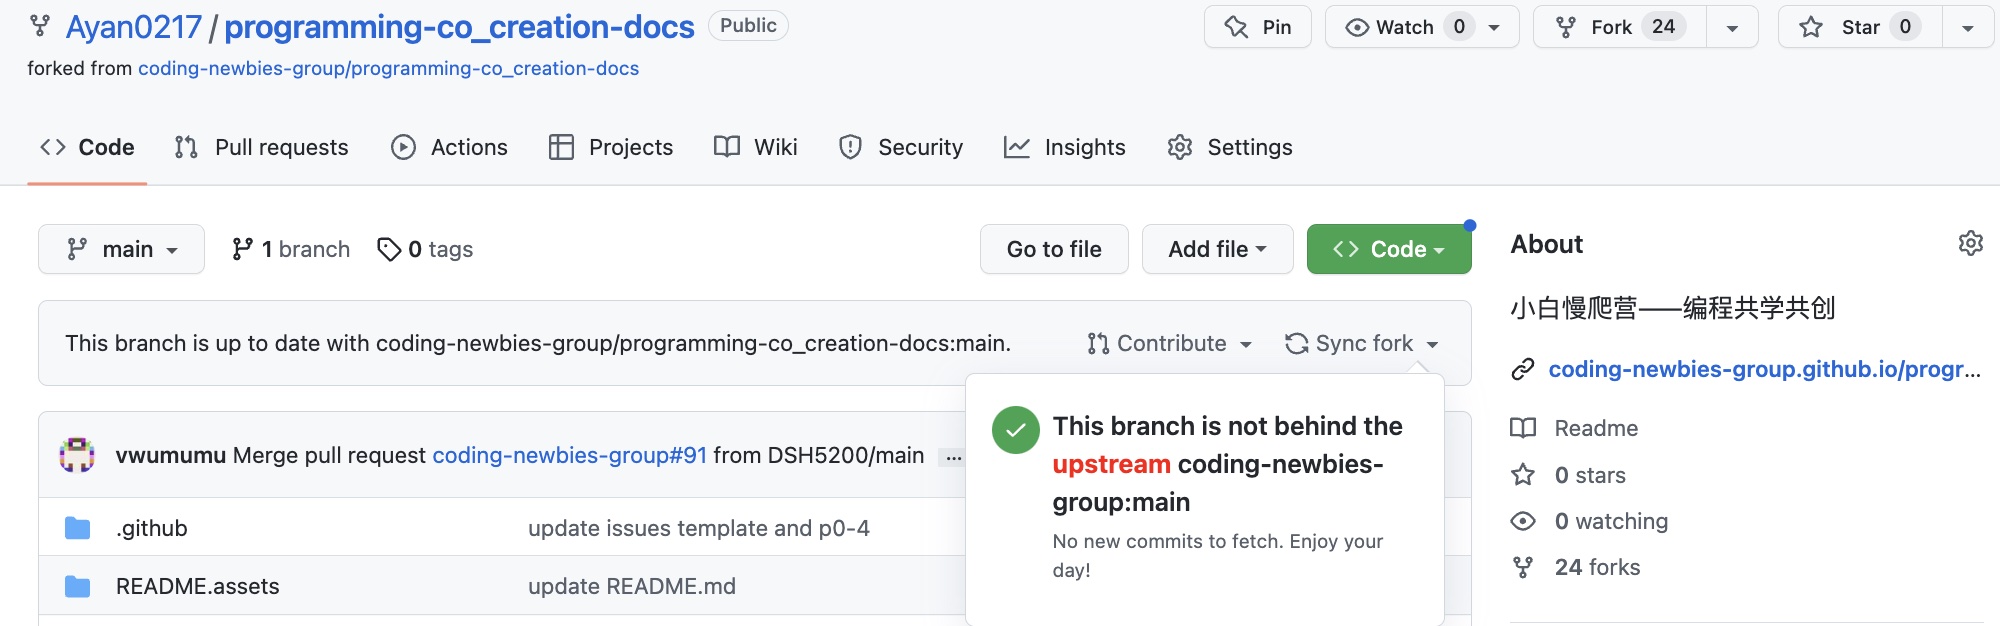 Ayan0217 / programming-co_creation-docs Public Pin Watch 0 Fork 24 Star 0
forked from coding-newbies-group/programming-co_creation-docs
Code Pull requests Actions Projects Wiki Security Insights Settings
main 1 branch 0 tags Go to file Add file Code
This branch is up to date with coding-newbies-group/programming-co_creation-docs:main. Contribute Sync fork
This branch is not behind the
upstream coding-newbies-
group:main
No new commits to fetch. Enjoy your
day!
vwumumu Merge pull request coding-newbies-group#91 from DSH5200/main ...
.github update issues template and p0-4
README.assets update README.md
About
小白慢爬营——编程共学共创
coding-newbies-group.github.io/progr...
Readme
0 stars
0 watching
24 forks